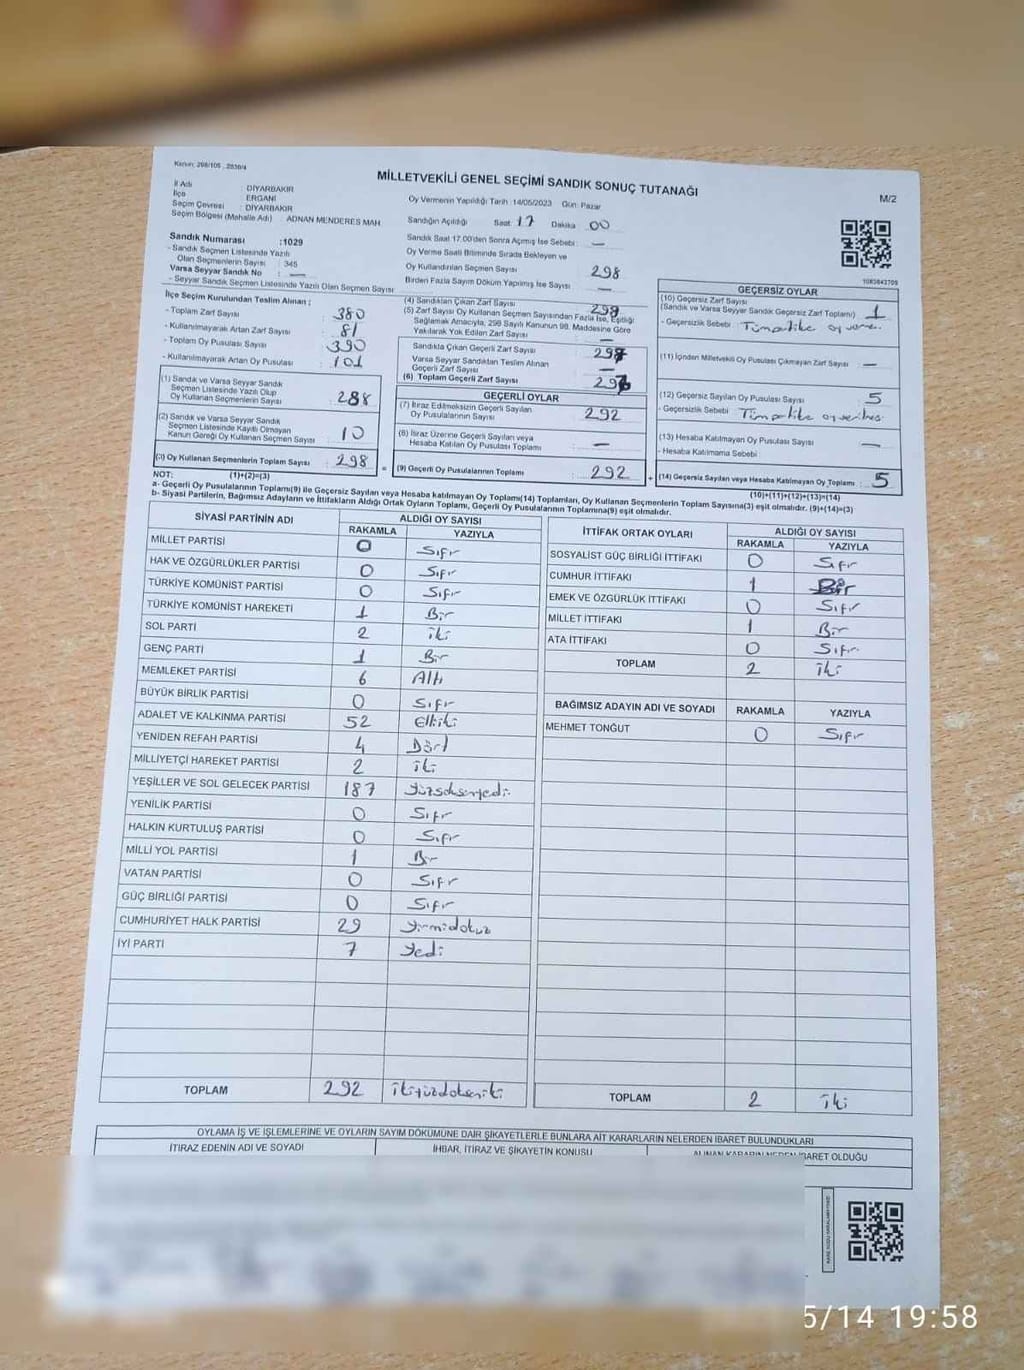 Kanun: 298/105 2839/4
MİLLETVEKİLİ GENEL SEÇİMİ SANDIK SONUÇ TUTANAĞI
M/2
İl Adı : DİYARBAKIR
İlçe : ERGANİ
Seçim Çevresi : DİYARBAKIR
Seçim Bölgesi (Mahalle Adı) ADNAN MENDERES MAH.
Oy Vermenin Yapıldığı Tarih :14/05/2023 Gün: Pazar
Sandığın Açıldığı Saat: 17 Dakika 00
Sandık Saat 17.00'den Sonra Açılmış İse Sebebi : —
Oy Verme Saati Bitiminde Sırada Bekleyen ve
Oy Kullandırılan Seçmen Sayısı 298
Birden Fazla Sayım Döküm Yapılmış İse Sayısı —
Sandık Numarası :1029
- Sandık Seçmen Listesinde Yazılı
Olan Seçmenlerin Sayısı : 345
Varsa Seyyar Sandık No : —
- Seyyar Sandık Seçmen Listesinde Yazılı Olan Seçmen Sayısı
İlçe Seçim Kurulundan Teslim Alınan ;
- Toplam Zarf Sayısı : 380
- Kullanılmayarak Artan Zarf Sayısı : 81
- Toplam Oy Pusulası Sayısı : 390
- Kullanılmayarak Artan Oy Pusulası : 101
(1) Sandık ve Varsa Seyyar Sandık
Seçmen Listesinde Yazılı Olup
Oy Kullanan Seçmenlerin Sayısı : 288
(2) Sandık ve Varsa Seyyar Sandık
Seçmen Listesinde Kayıtlı Olmayan
Kanun Gereği Oy Kullanan Seçmen Sayısı : 10
(3) Oy Kullanan Seçmenlerin Toplam Sayısı : 298
(1)+(2)=(3)
(4) Sandıktan Çıkan Zarf Sayısı
(5) Zarf Sayısı Oy Kullanan Seçmen Sayısından Fazla İse, Eşitliği
Sağlamak Amacıyla, 298 Sayılı Kanunun 98. Maddesine Göre
Yakılarak Yok Edilen Zarf Sayısı —
Sandıkta Çıkan Geçerli Zarf Sayısı
Varsa Seyyar Sandıktan Teslim Alınan
Geçerli Zarf Sayısı —
(6) Toplam Geçerli Zarf Sayısı
GEÇERLİ OYLAR
(7) İtiraz Edilmeksizin Geçerli Sayılan
Oy Pusulasının Sayısı : 292
(8) İtiraz Üzerine Geçerli Sayılan veya
Hesaba Katılan Oy Pusulası Toplamı : —
(9) Geçerli Oy Pusulalarının Toplamı : 292
1083842709
GEÇERSİZ OYLAR
(10) Geçersiz Zarf Sayısı
(Sandık ve Varsa Seyyar Sandık Geçersiz Zarf Toplamı) : 1
- Geçersizlik Sebebi :
(11) İçinden Milletvekili Oy Pusulası Çıkmayan Zarf Sayısı —
(12) Geçersiz Sayılan Oy Pusulası Sayısı 5
- Geçersizlik Sebebi
(13) Hesaba Katılmayan Oy Pusulası Sayısı —
- Hesaba Katılmama Sebebi
(14) Geçersiz Sayılan veya Hesaba Katılmayan Oy Toplamı : 5
(10)+(11)+(12)+(13)=(14)
NOT:
a- Geçerli Oy Pusulalarının Toplamı(9) ile Geçersiz Sayılan veya Hesaba katılmayan Oy Toplamı(14) Toplamları, Oy Kullanan Seçmenlerin Toplam Sayısına(3) eşit olmalıdır. (9)+(14)=(3)
b- Siyasi Partilerin, Bağımsız Adayların ve İttifakların Aldığı Ortak Oyların Toplamı, Geçerli Oy Pusulalarının Toplamına(9) eşit olmalıdır.
SİYASİ PARTİNİN ADI ALDIĞI OY SAYISI
RAKAMLA YAZIYLA
MİLLET PARTİSİ 0 Sıfır
HAK VE ÖZGÜRLÜKLER PARTİSİ 0 Sıfır
TÜRKİYE KOMÜNİST PARTİSİ 0 Sıfır
TÜRKİYE KOMÜNİST HAREKETİ 1 Bir
SOL PARTİ 2 iki
GENÇ PARTİ 1 Bir
MEMLEKET PARTİSİ 6 Altı
BÜYÜK BİRLİK PARTİSİ 0 Sıfır
ADALET VE KALKINMA PARTİSİ 52 Elliiki
YENİDEN REFAH PARTİSİ 4 Dört
MİLLİYETÇİ HAREKET PARTİSİ 2 iki
YEŞİLLER VE SOL GELECEK PARTİSİ 187 Yüzseksenyedi
YENİLİK PARTİSİ 0 Sıfır
HALKIN KURTULUŞ PARTİSİ 0 Sıfır
MİLLİ YOL PARTİSİ 1 Bir
VATAN PARTİSİ 0 Sıfır
GÜÇ BİRLİĞİ PARTİSİ 0 Sıfır
CUMHURİYET HALK PARTİSİ 29 Yirmidokuz
İYİ PARTİ 7 Yedi
TOPLAM 292 ikiyüzdoksaniki
İTTİFAK ORTAK OYLARI ALDIĞI OY SAYISI
RAKAMLA YAZIYLA
SOSYALİST GÜÇ BİRLİĞİ İTTİFAKI 0 Sıfır
CUMHUR İTTİFAKI 1 Bir
EMEK VE ÖZGÜRLÜK İTTİFAKI 0 Sıfır
MİLLET İTTİFAKI 1 Bir
ATA İTTİFAKI 0 Sıfır
TOPLAM 2 iki
BAĞIMSIZ ADAYIN ADI VE SOYADI RAKAMLA YAZIYLA
MEHMET TONĞUT 0 Sıfır
TOPLAM 2 iki
OYLAMA İŞ VE İŞLEMLERİNE VE OYLARIN SAYIM DÖKÜMÜNE DAİR ŞİKAYETLERLE BUNLARA AİT KARARLARIN NELERDEN İBARET BULUNDUKLARI
İTİRAZ EDENİN ADI VE SOYADI İHBAR, İTİRAZ VE ŞİKAYETİN KONUSU ALINAN KARARIN NEDEN İBARET OLDUĞU
5/14 19:58